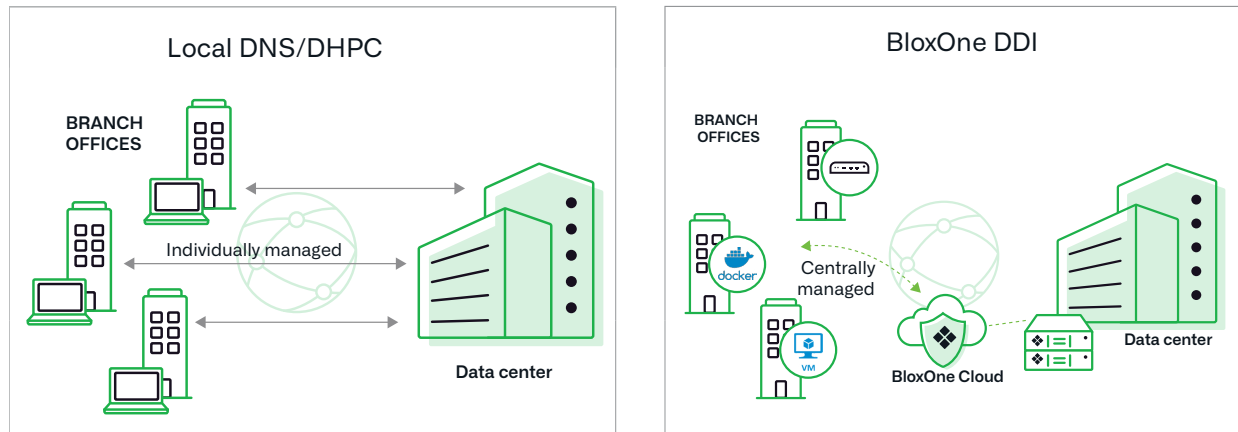 Local DNS/DHPC
BRANCH
OFFICES
Individually managed
Data center
BloxOne DDI
BRANCH
OFFICES
docker
Centrally
managed
VM
BloxOne Cloud
Data center